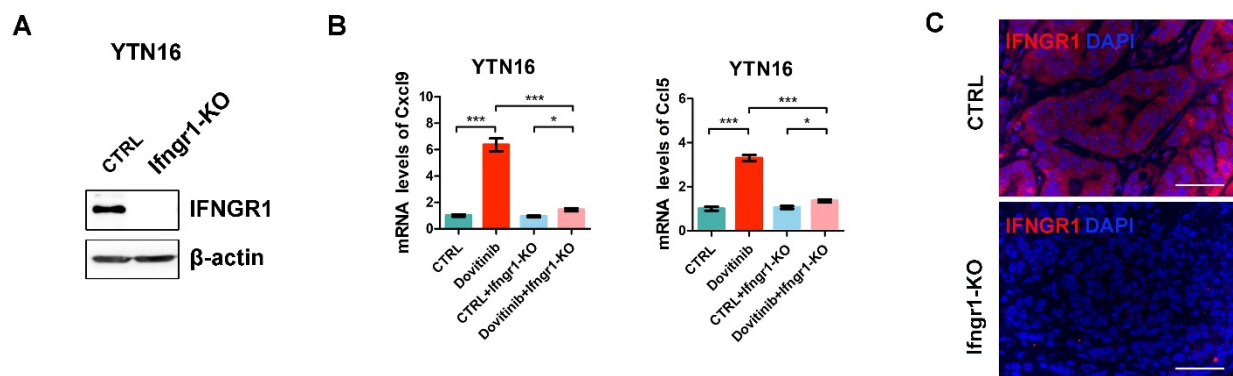 A
YTN16
CTRL
Ifngr1-KO
IFNGR1
β-actin
B
YTN16
mRNA levels of Cxcl9
10
8
6
4
2
0
***
***
*
CTRL
Dovitinib
CTRL+Ifngr1-KO
Dovitinib+Ifngr1-KO
YTN16
mRNA levels of Ccl5
6
4
2
0
***
***
*
CTRL
Dovitinib
CTRL+Ifngr1-KO
Dovitinib+Ifngr1-KO
C
CTRL
IFNGR1 DAPI
Ifngr1-KO
IFNGR1 DAPI